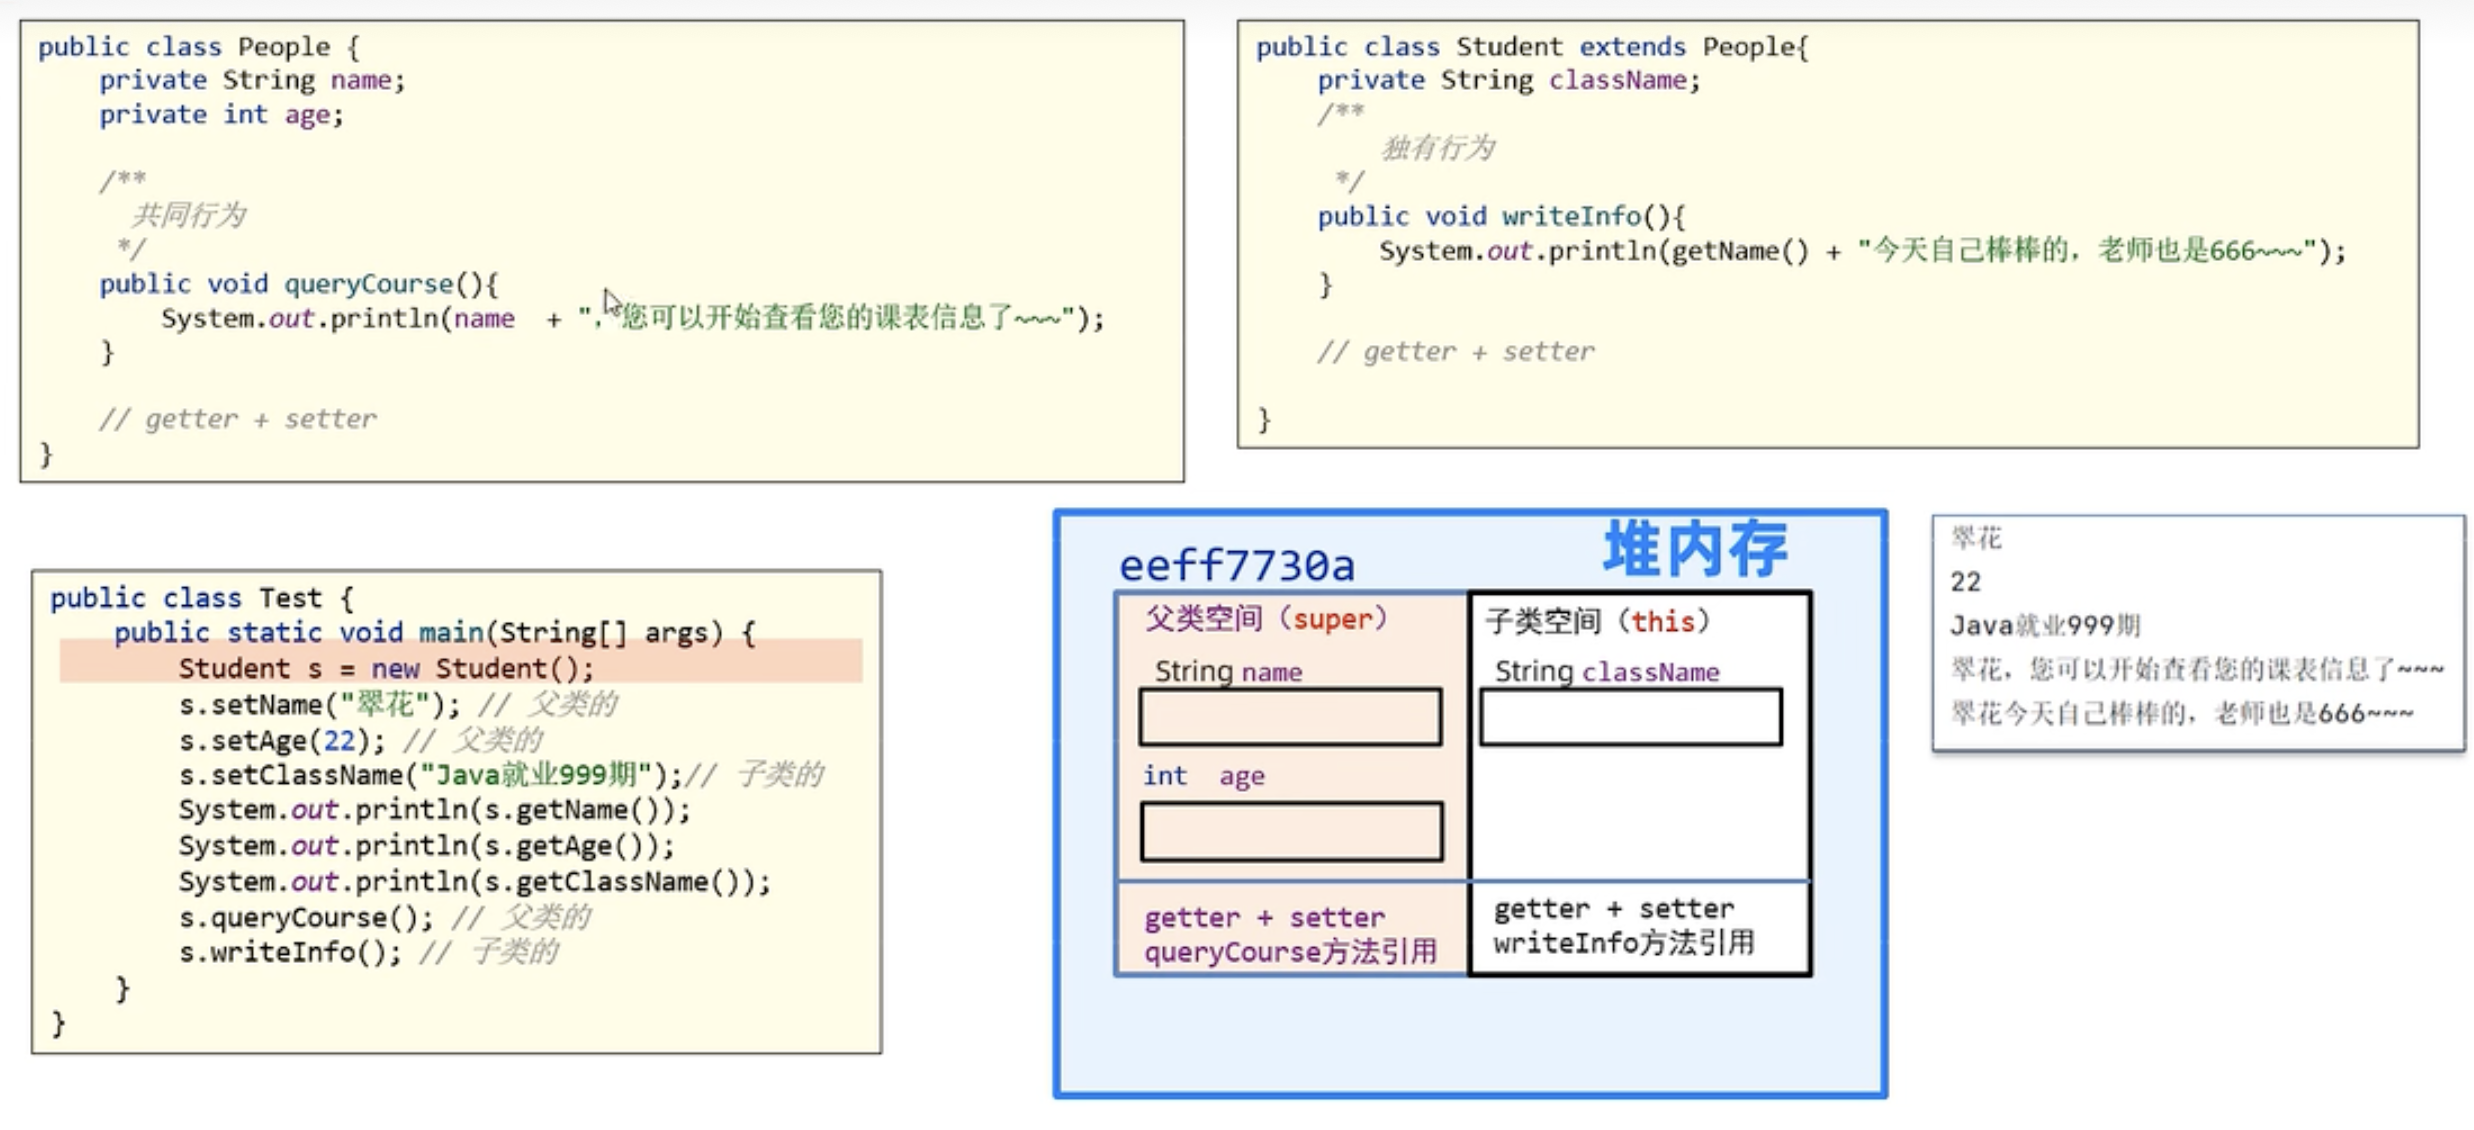 public class People {
private String name;
private int age;
/**
共同行为
*/
public void queryCourse(){
System.out.println(name + ", 您可以开始查看您的课表信息了~~~");
}
// getter + setter
}
public class Student extends People{
private String className;
/**
独有行为
*/
public void writeInfo(){
System.out.println(getName() + "今天自己棒棒的，老师也是666~~~");
}
// getter + setter
}
public class Test {
public static void main(String[] args) {
Student s = new Student();
s.setName("翠花"); // 父类的
s.setAge(22); // 父类的
s.setClassName("Java就业999期");// 子类的
System.out.println(s.getName());
System.out.println(s.getAge());
System.out.println(s.getClassName());
s.queryCourse(); // 父类的
s.writeInfo(); // 子类的
}
}
堆内存
eeff7730a
父类空间（super）
String name
int age
getter + setter
queryCourse方法引用
子类空间（this）
String className
getter + setter
writeInfo方法引用
翠花
22
Java就业999期
翠花，您可以开始查看您的课表信息了~~~
翠花今天自己棒棒的，老师也是666~~~